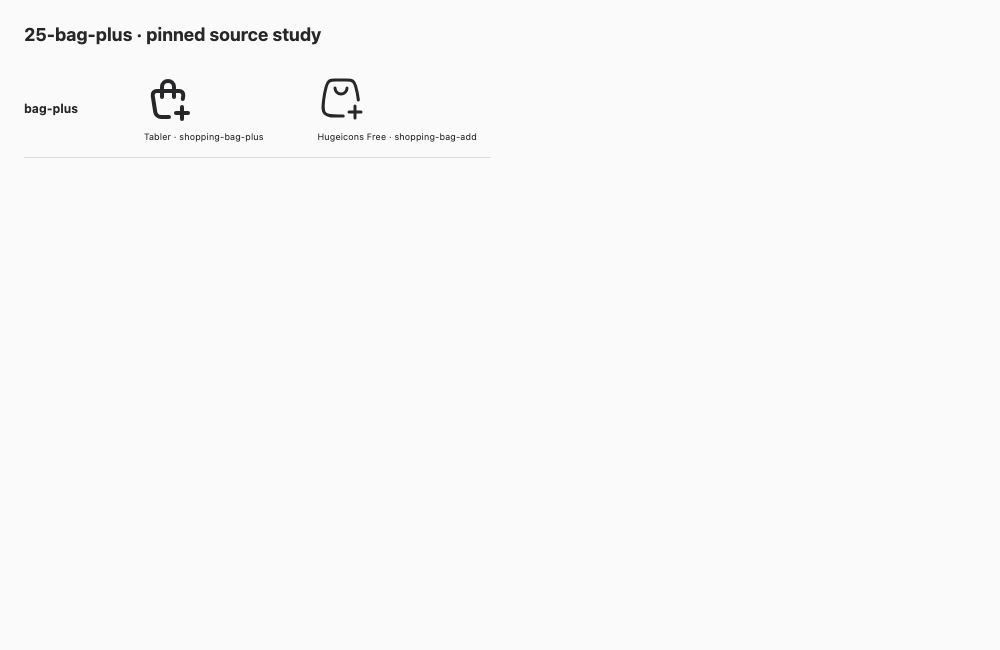 25-bag-plus · pinned source study
bag-plus
Tabler · shopping-bag-plus
Hugeicons Free · shopping-bag-add